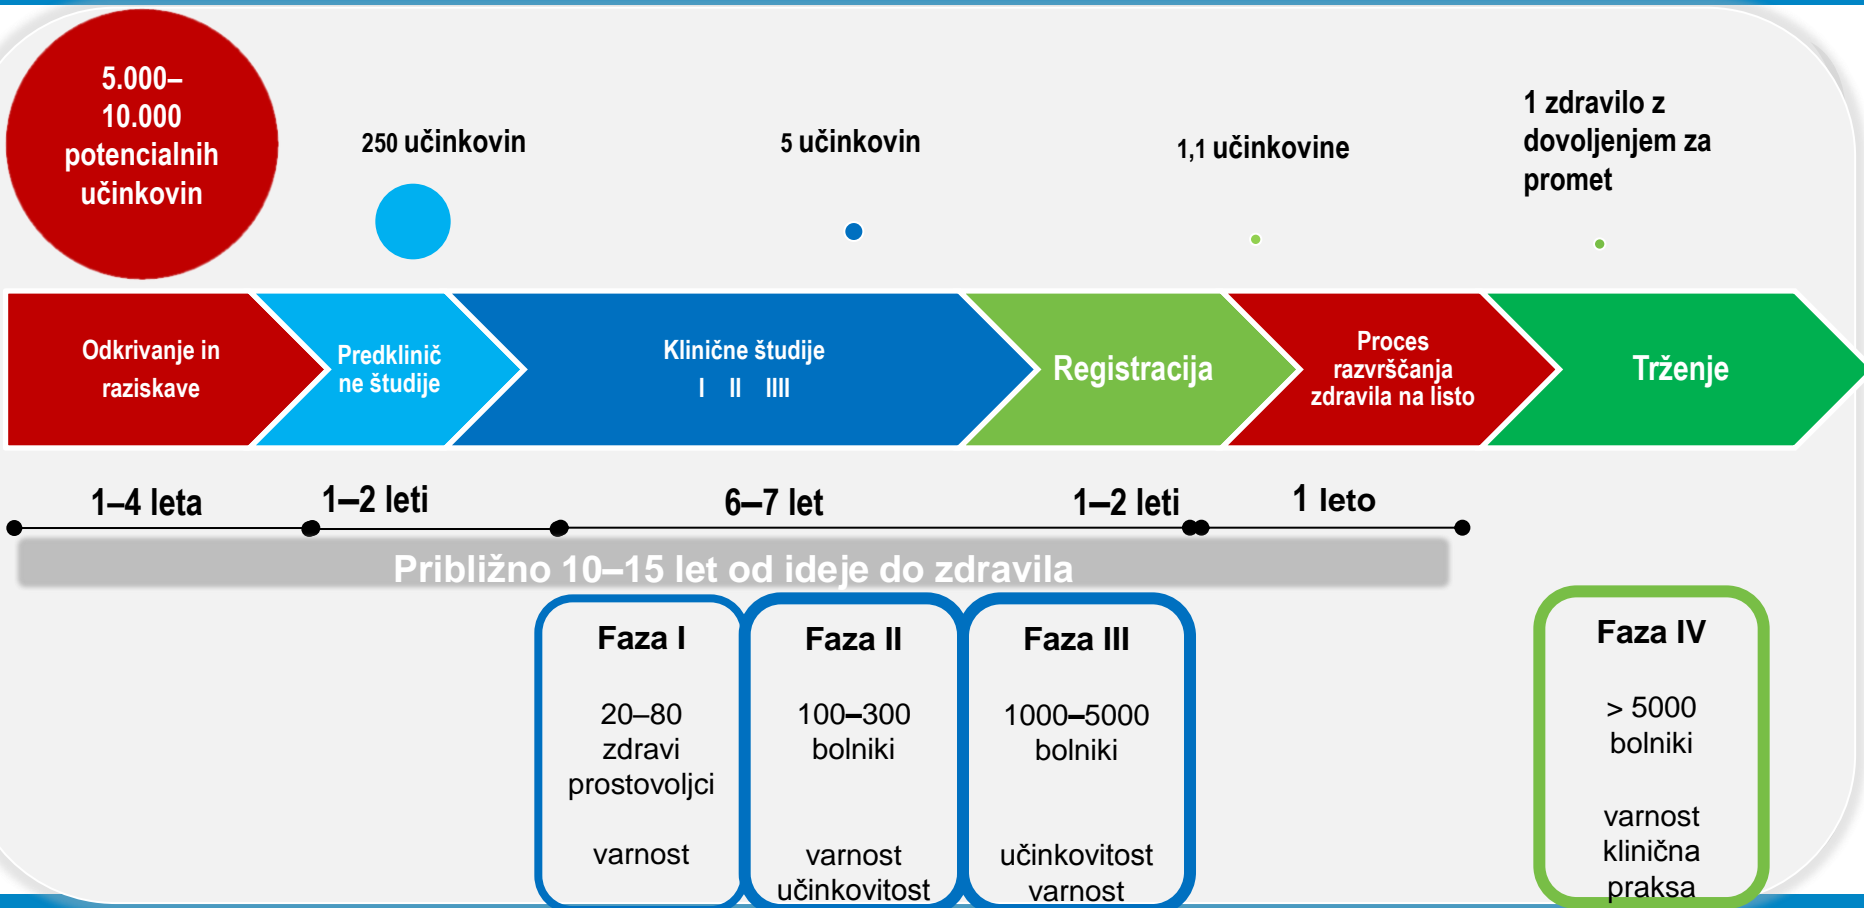 5.000–
10.000
potencialnih
učinkovin
250 učinkovin
5 učinkovin
1,1 učinkovine
1 zdravilo z
dovoljenjem za
promet
Odkrivanje in
raziskave
Predklinič
ne študije
Klinične študije
I II IIII
Registracija
Proces
razvrščanja
zdravila na listo
Trženje
1–4 leta
1–2 leti
6–7 let
1–2 leti
1 leto
Približno 10–15 let od ideje do zdravila
Faza I
20–80
zdravi
prostovoljci
varnost
Faza II
100–300
bolniki
varnost
učinkovitost
Faza III
1000–5000
bolniki
učinkovitost
varnost
Faza IV
> 5000
bolniki
varnost
klinična
praksa